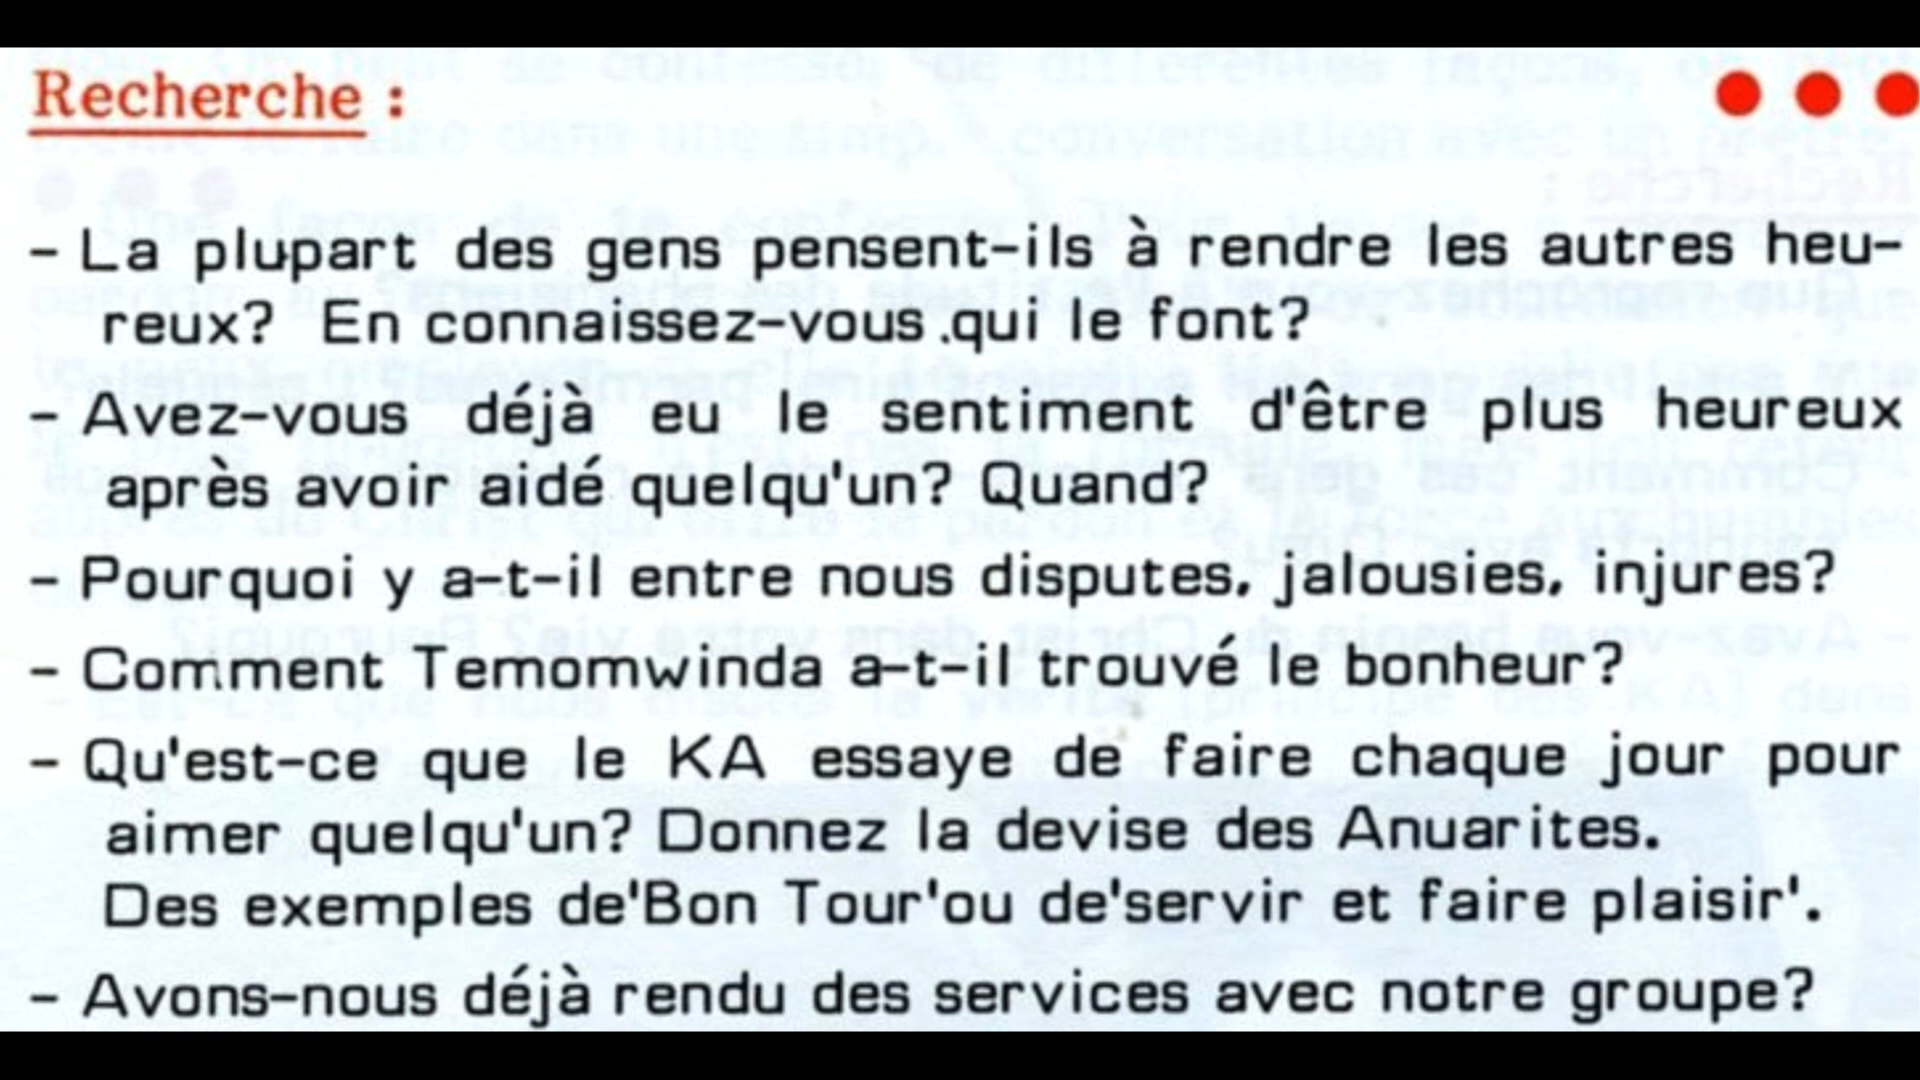 Recherche :
- La plupart des gens pensent-ils à rendre les autres heu-
reux? En connaissez-vous qui le font?
- Avez-vous déjà eu le sentiment d'être plus heureux
après avoir aidé quelqu'un? Quand?
- Pourquoi y a-t-il entre nous disputes, jalousies, injures?
- Comment Temomwinda a-t-il trouvé le bonheur?
- Qu'est-ce que le KA essaye de faire chaque jour pour
aimer quelqu'un? Donnez la devise des Anuarites.
Des exemples de'Bon Tour'ou de'servir et faire plaisir'.
- Avons-nous déjà rendu des services avec notre groupe?